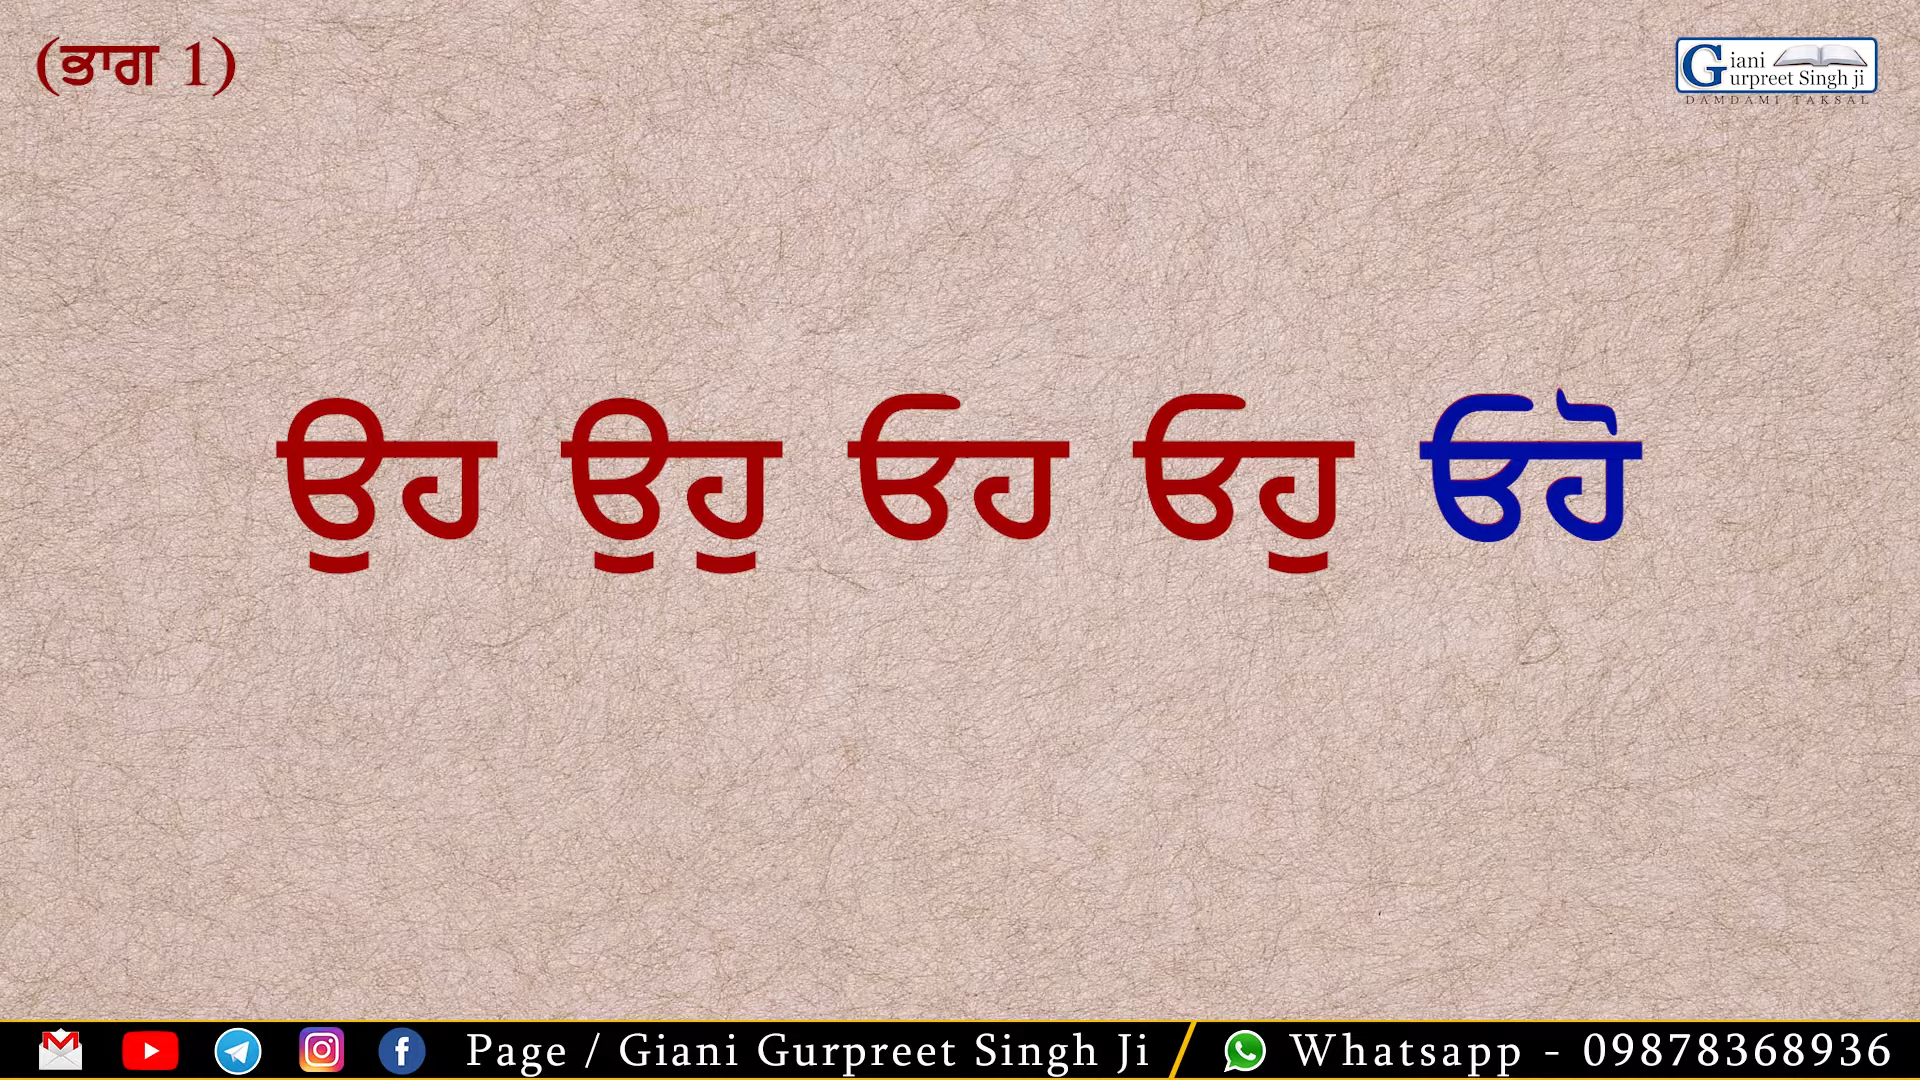 (ਭਾਗ 1)
Giani
Gurpreet Singh ji
DAMDAMI TAKSAL
ਉਹ ਉਹੁ ਓਹ ਓਹੁ ਓਹੋ
Page / Giani Gurpreet Singh Ji / Whatsapp - 09878368936